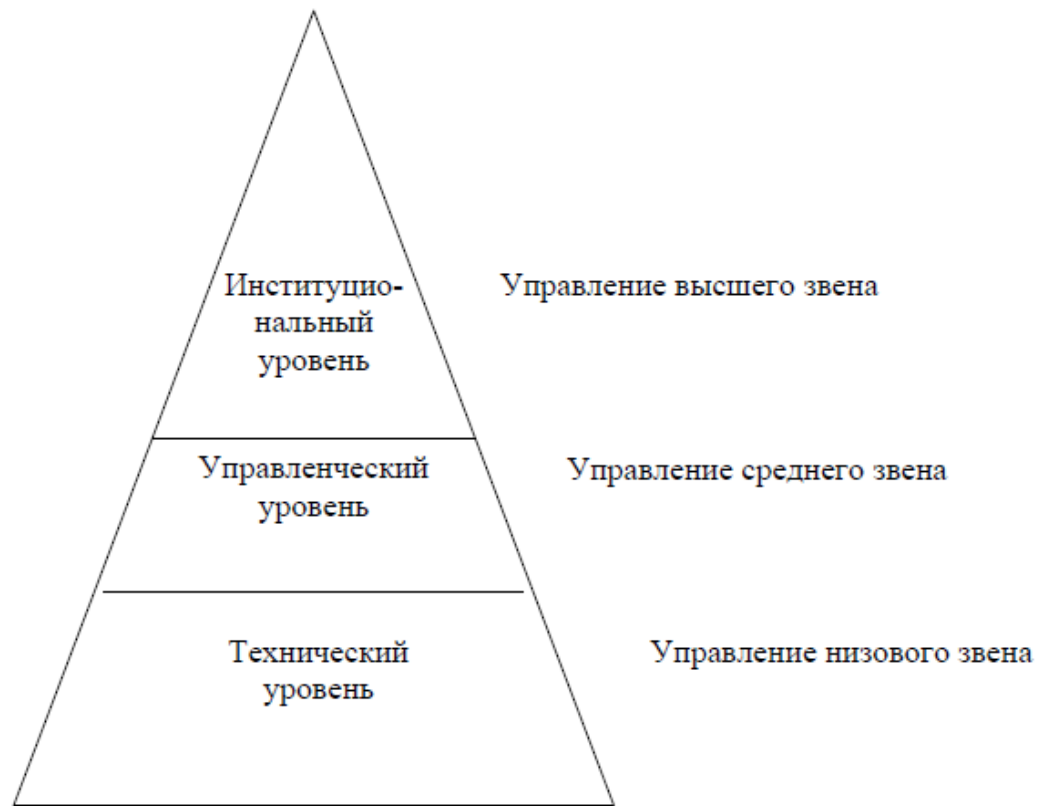 Институцио-
нальный
уровень
Управление высшего звена
Управленческий
уровень
Управление среднего звена
Технический
уровень
Управление низового звена